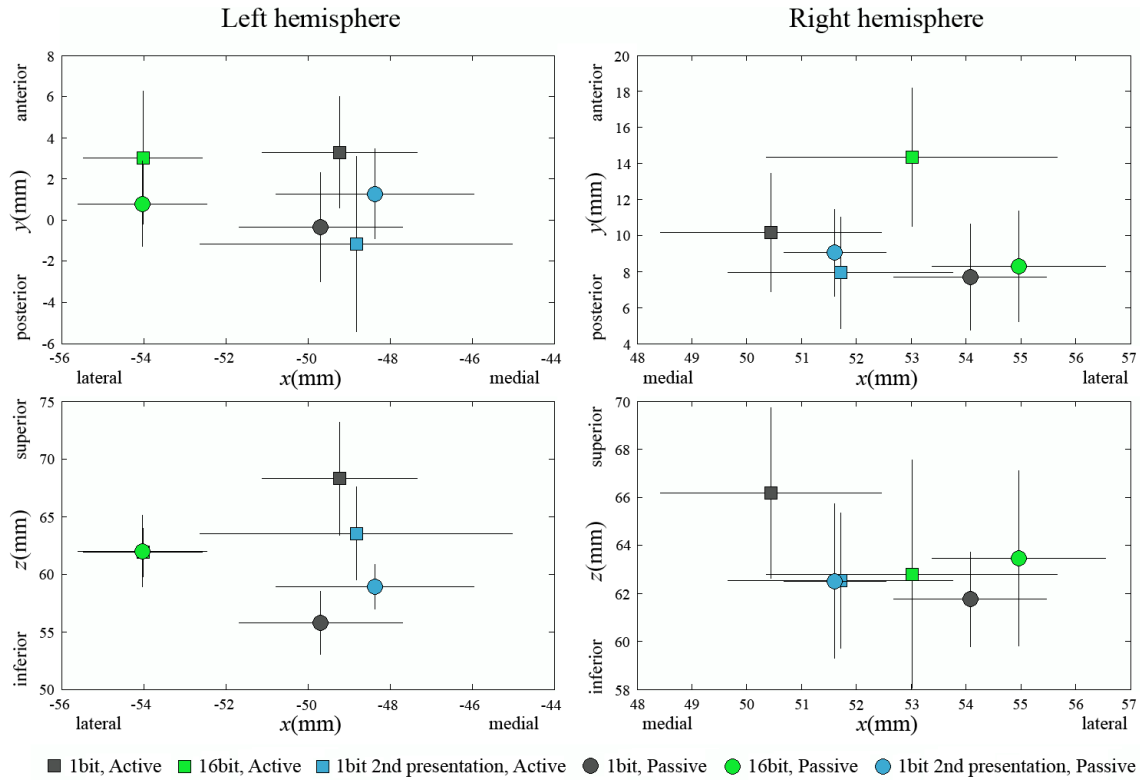 Left hemisphere
Right hemisphere
anterior
y(mm)
posterior
8
6
4
2
0
-2
-4
-6
-56 -54 -52 -50 -48 -46 -44
lateral x(mm) medial
anterior
y(mm)
posterior
20
18
16
14
12
10
8
6
4
48 49 50 51 52 53 54 55 56 57
medial x(mm) lateral
superior
z(mm)
inferior
75
70
65
60
55
50
-56 -54 -52 -50 -48 -46 -44
lateral x(mm) medial
superior
z(mm)
inferior
70
68
66
64
62
60
58
48 49 50 51 52 53 54 55 56 57
medial x(mm) lateral
1bit, Active 16bit, Active 1bit 2nd presentation, Active 1bit, Passive 16bit, Passive 1bit 2nd presentation, Passive